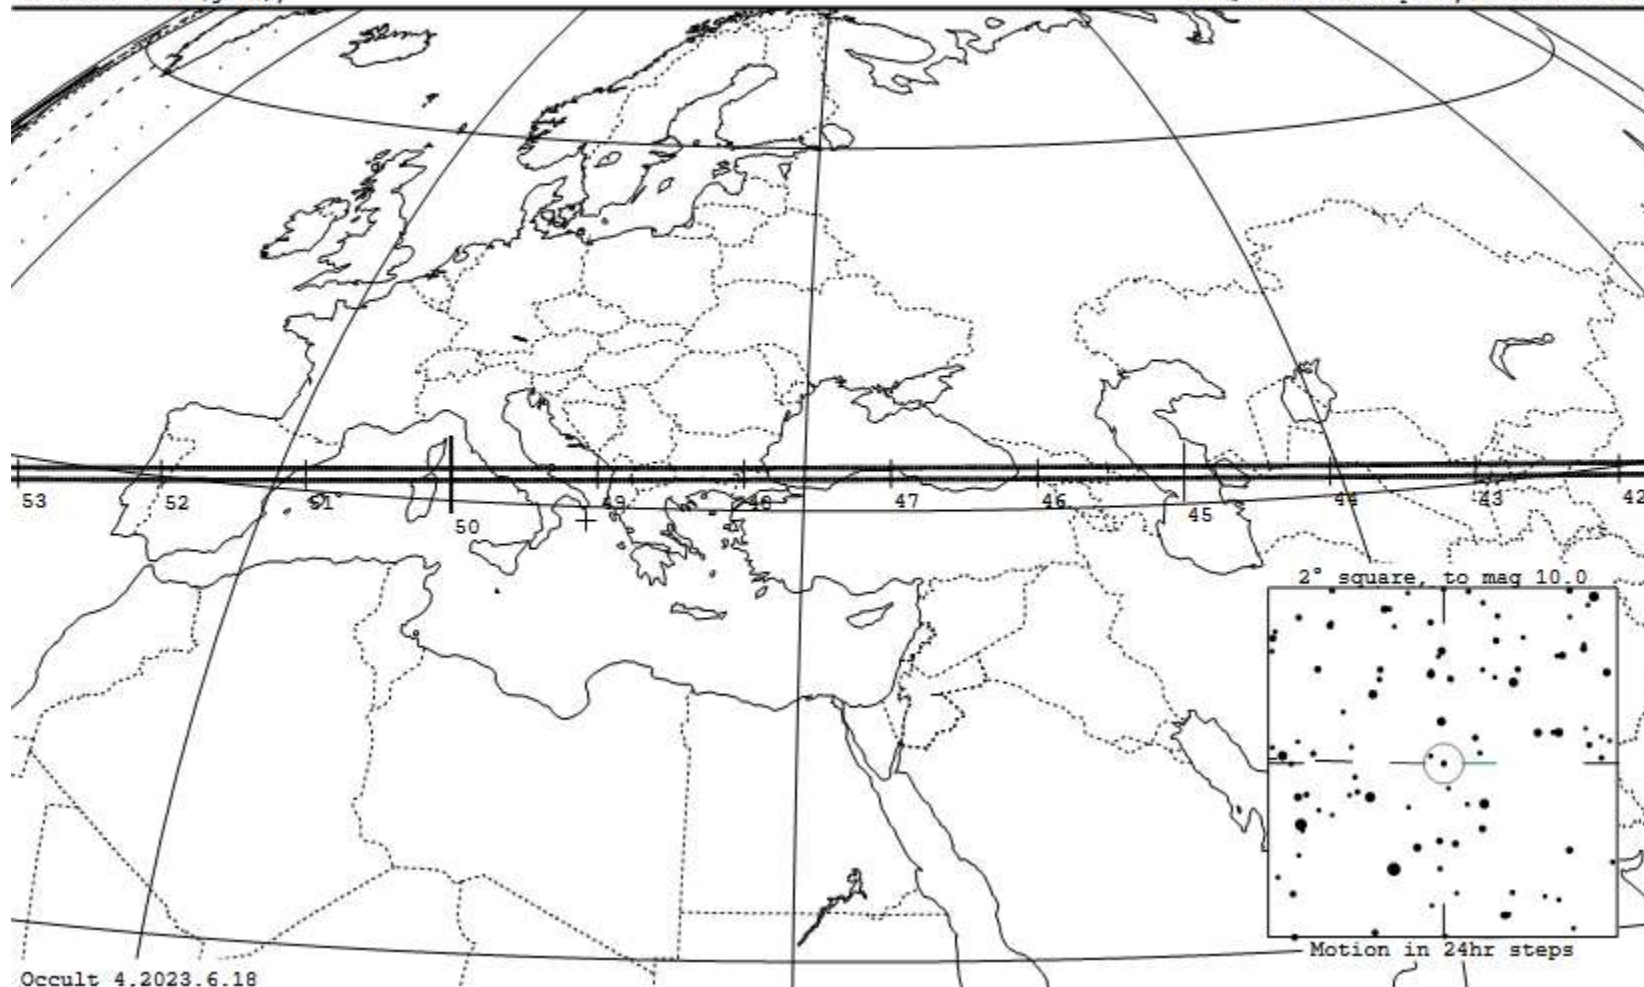 53 52 51 50 49 48 47 46 45 44 43 42
2° square, to mag 10.0
Motion in 24hr steps
Occult 4.2023.6.18